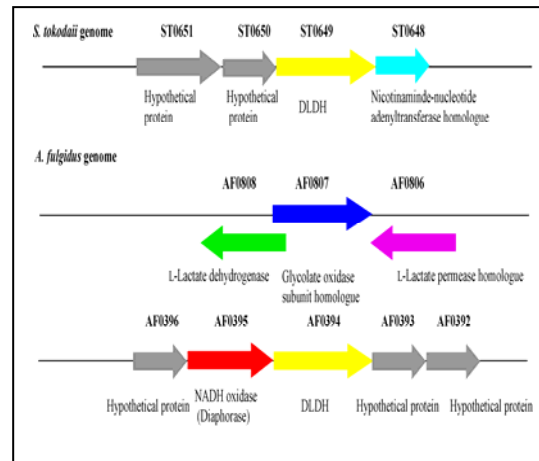 S. tokodaii genome
ST0651 ST0650 ST0649 ST0648
Hypothetical protein
Hypothetical protein
DLDH
Nicotinaminde-nucleotide
adenyltransferase homologue
A. fulgidus genome
AF0808 AF0807 AF0806
L-Lactate dehydrogenase
Glycolate oxidase
subunit homologue
L-Lactate permease homologue
AF0396 AF0395 AF0394 AF0393 AF0392
Hypothetical protein
NADH oxidase
(Diaphorase)
DLDH
Hypothetical protein
Hypothetical protein